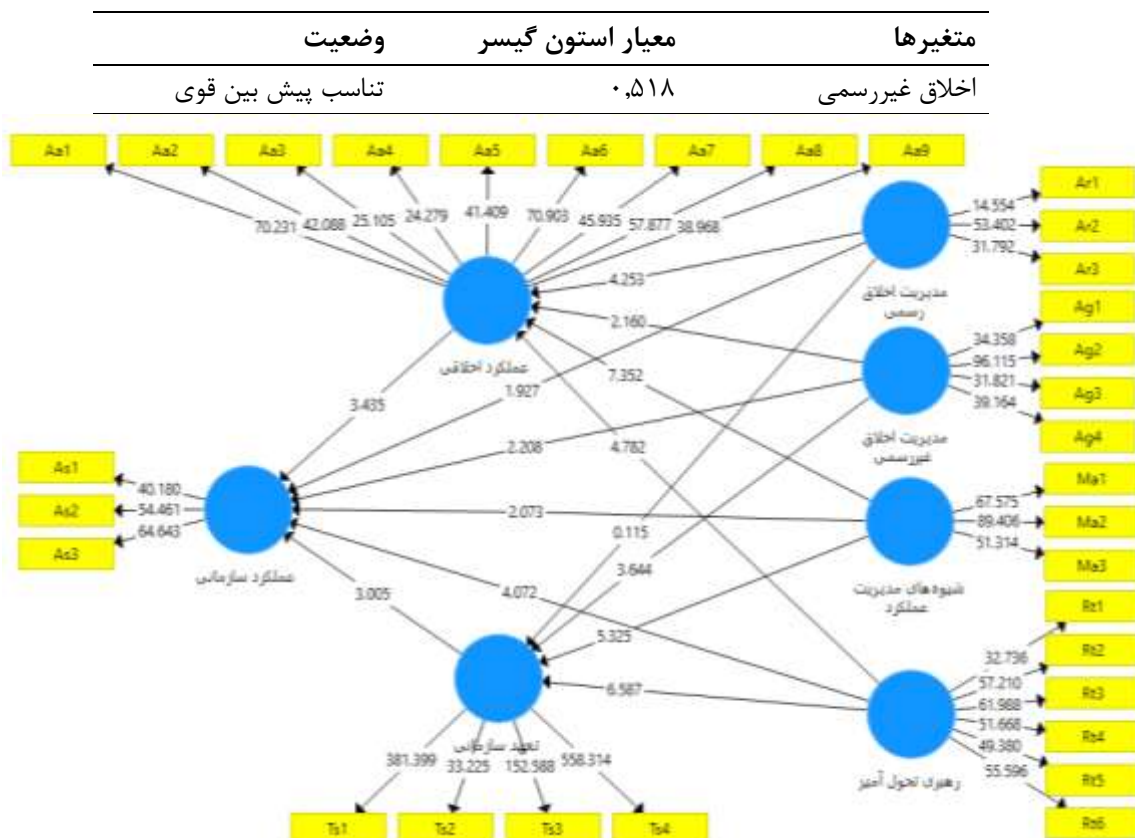 متغیرها معیار استون گیسر وضعیت
اخلاق غیررسمی ۰,۵۱۸ تناسب پیش بین قوی
Aa1 Aa2 Aa3 Aa4 Aa5 Aa6 Aa7 Aa8 Aa9
70.231 42.088 25.105 24.279 41.409 70.903 45.935 57.877 38.968
عملکرد اخلاقی
Ar1
Ar2
Ar3
14.554
53.402
31.792
مدیریت اخلاق
رسمی
Ag1
Ag2
Ag3
Ag4
34.358
96.115
31.821
39.164
مدیریت اخلاق
غیررسمی
Ma1
Ma2
Ma3
67.575
89.406
51.314
شیوه‌های مدیریت
عملکرد
Rt1
Rt2
Rt3
Rt4
Rt5
Rt6
32.736
57.210
61.988
51.668
49.380
55.596
رهبری تحول آمیز
4.253
2.160
7.352
4.782
1.927
2.208
2.073
4.072
3.435
3.005
0.115
3.644
5.325
6.587
As1
As2
As3
40.180
54.461
64.643
عملکرد سازمانی
تعهد سازمانی
381.399 33.225 152.588 558.314
Ts1 Ts2 Ts3 Ts4